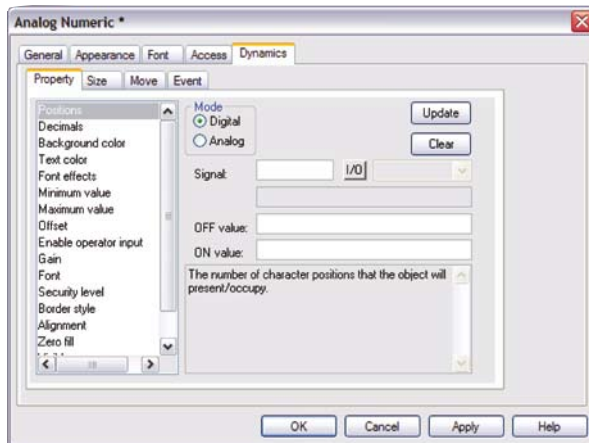 Analog Numeric *
General Appearance Font Access Dynamics
Property Size Move Event
Positions
Decimals
Background color
Text color
Font effects
Minimum value
Maximum value
Offset
Enable operator input
Gain
Font
Security level
Border style
Alignment
Zero fill
Mode
Digital
Analog
Update
Clear
Signal: I/O
OFF value:
ON value:
The number of character positions that the object will
present/occupy.
OK Cancel Apply Help